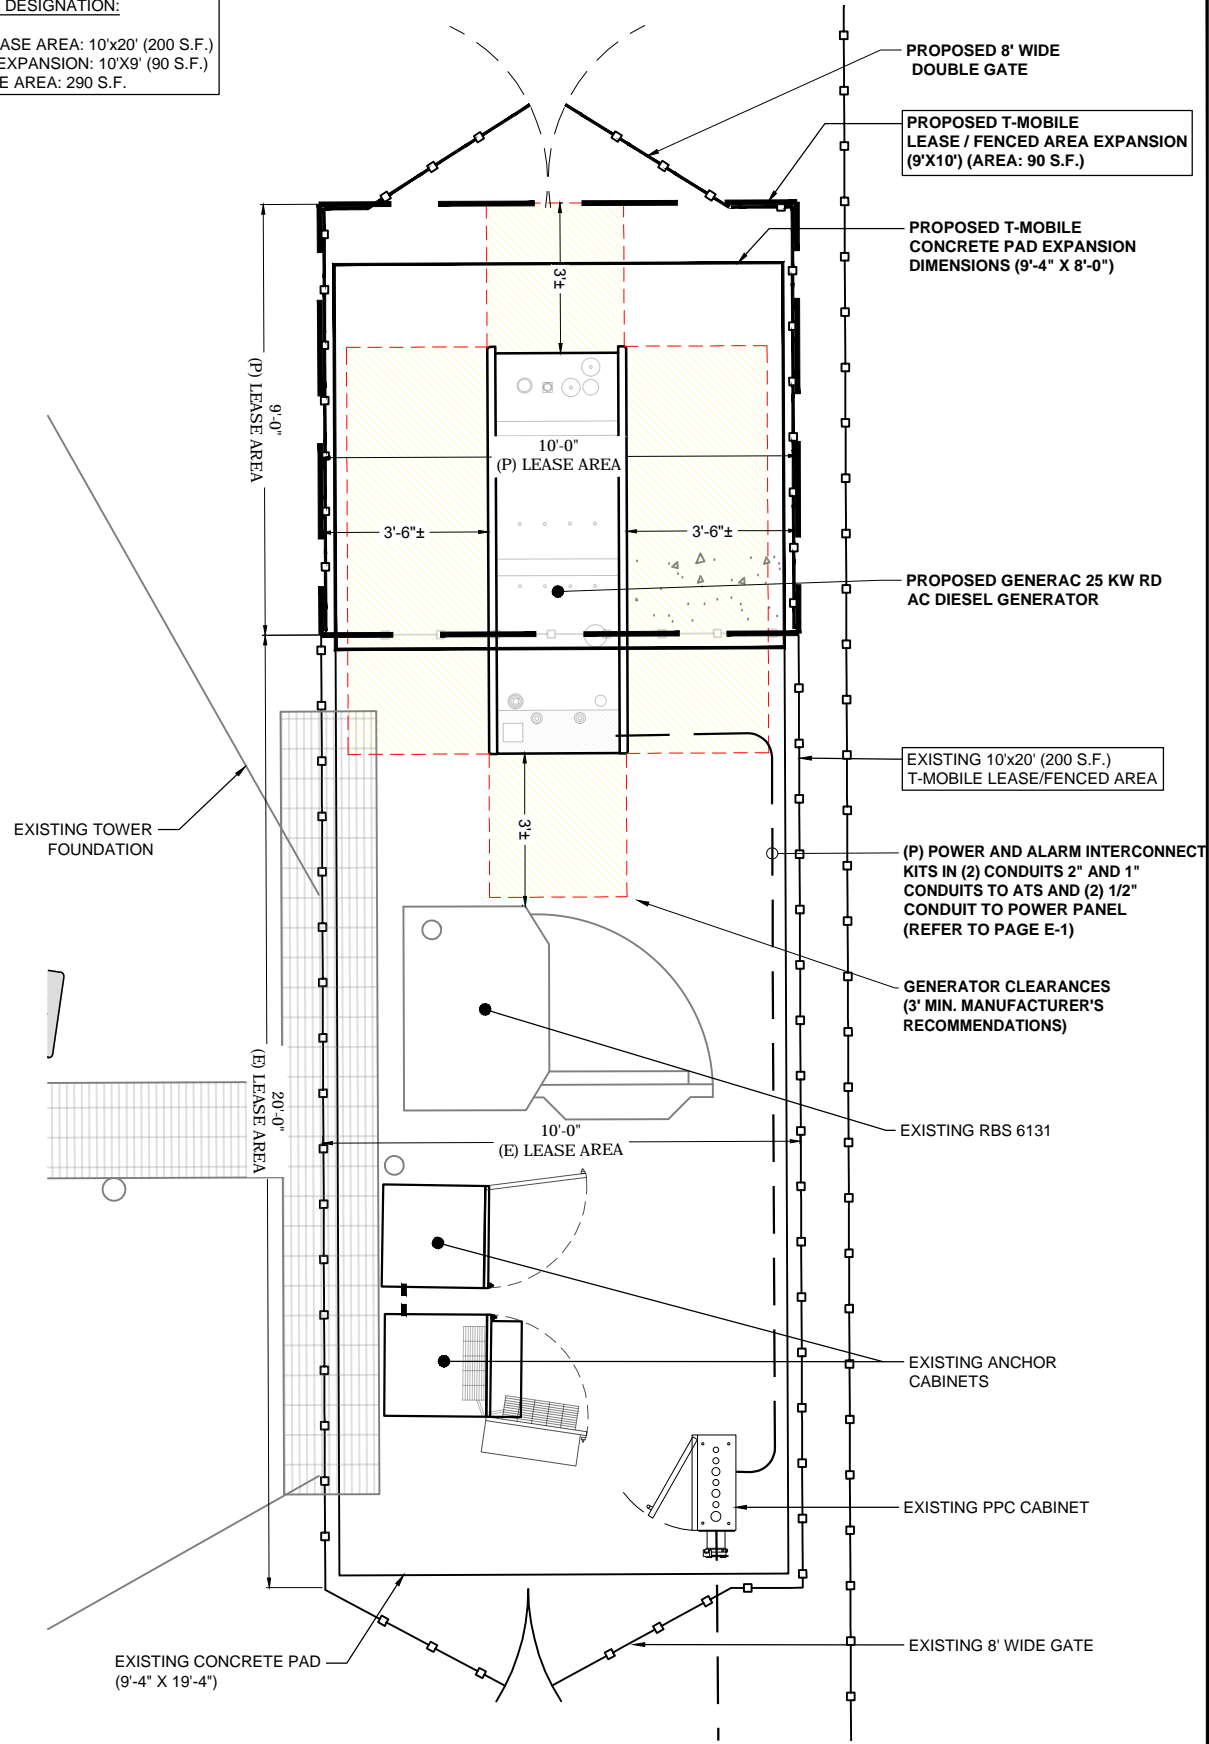 DESIGNATION:
ASE AREA: 10'x20' (200 S.F.)
EXPANSION: 10'X9' (90 S.F.)
E AREA: 290 S.F.
PROPOSED 8' WIDE
DOUBLE GATE
PROPOSED T-MOBILE
LEASE / FENCED AREA EXPANSION
(9'X10') (AREA: 90 S.F.)
PROPOSED T-MOBILE
CONCRETE PAD EXPANSION
DIMENSIONS (9'-4" X 8'-0")
3'±
9'-0"
(P) LEASE AREA
10'-0"
(P) LEASE AREA
3'-6"±
3'-6"±
PROPOSED GENERAC 25 KW RD
AC DIESEL GENERATOR
EXISTING 10'x20' (200 S.F.)
T-MOBILE LEASE/FENCED AREA
EXISTING TOWER
FOUNDATION
3'±
(P) POWER AND ALARM INTERCONNECT
KITS IN (2) CONDUITS 2" AND 1"
CONDUITS TO ATS AND (2) 1/2"
CONDUIT TO POWER PANEL
(REFER TO PAGE E-1)
GENERATOR CLEARANCES
(3' MIN. MANUFACTURER'S
RECOMMENDATIONS)
20'-0"
(E) LEASE AREA
10'-0"
(E) LEASE AREA
EXISTING RBS 6131
EXISTING ANCHOR
CABINETS
EXISTING PPC CABINET
EXISTING CONCRETE PAD
(9'-4" X 19'-4")
EXISTING 8' WIDE GATE